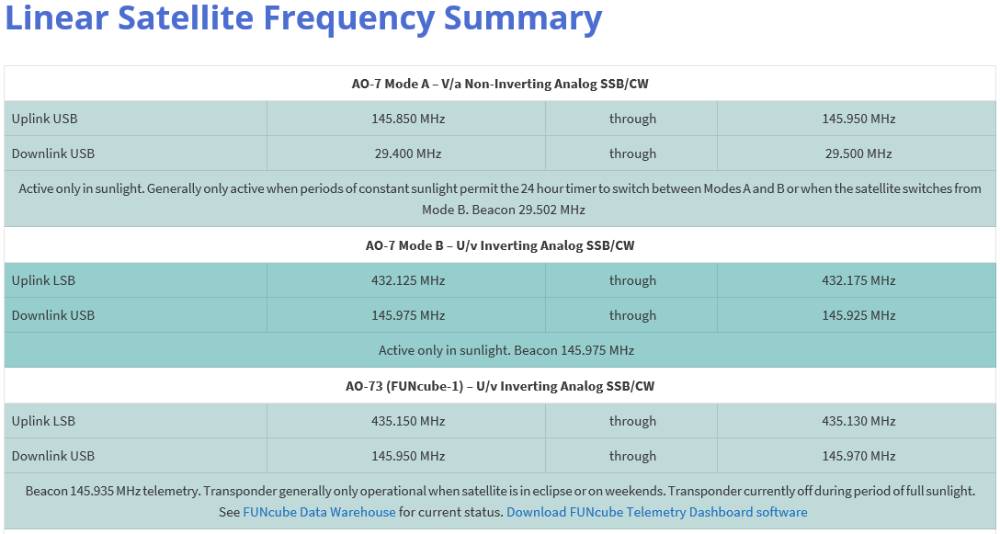 Linear Satellite Frequency Summary
AO-7 Mode A – V/a Non-Inverting Analog SSB/CW
Uplink USB 145.850 MHz through 145.950 MHz
Downlink USB 29.400 MHz through 29.500 MHz
Active only in sunlight. Generally only active when periods of constant sunlight permit the 24 hour timer to switch between Modes A and B or when the satellite switches from
Mode B. Beacon 29.502 MHz
AO-7 Mode B – U/v Inverting Analog SSB/CW
Uplink LSB 432.125 MHz through 432.175 MHz
Downlink USB 145.975 MHz through 145.925 MHz
Active only in sunlight. Beacon 145.975 MHz
AO-73 (FUNcube-1) – U/v Inverting Analog SSB/CW
Uplink LSB 435.150 MHz through 435.130 MHz
Downlink USB 145.950 MHz through 145.970 MHz
Beacon 145.935 MHz telemetry. Transponder generally only operational when satellite is in eclipse or on weekends. Transponder currently off during period of full sunlight.
See FUNcube Data Warehouse for current status. Download FUNcube Telemetry Dashboard software